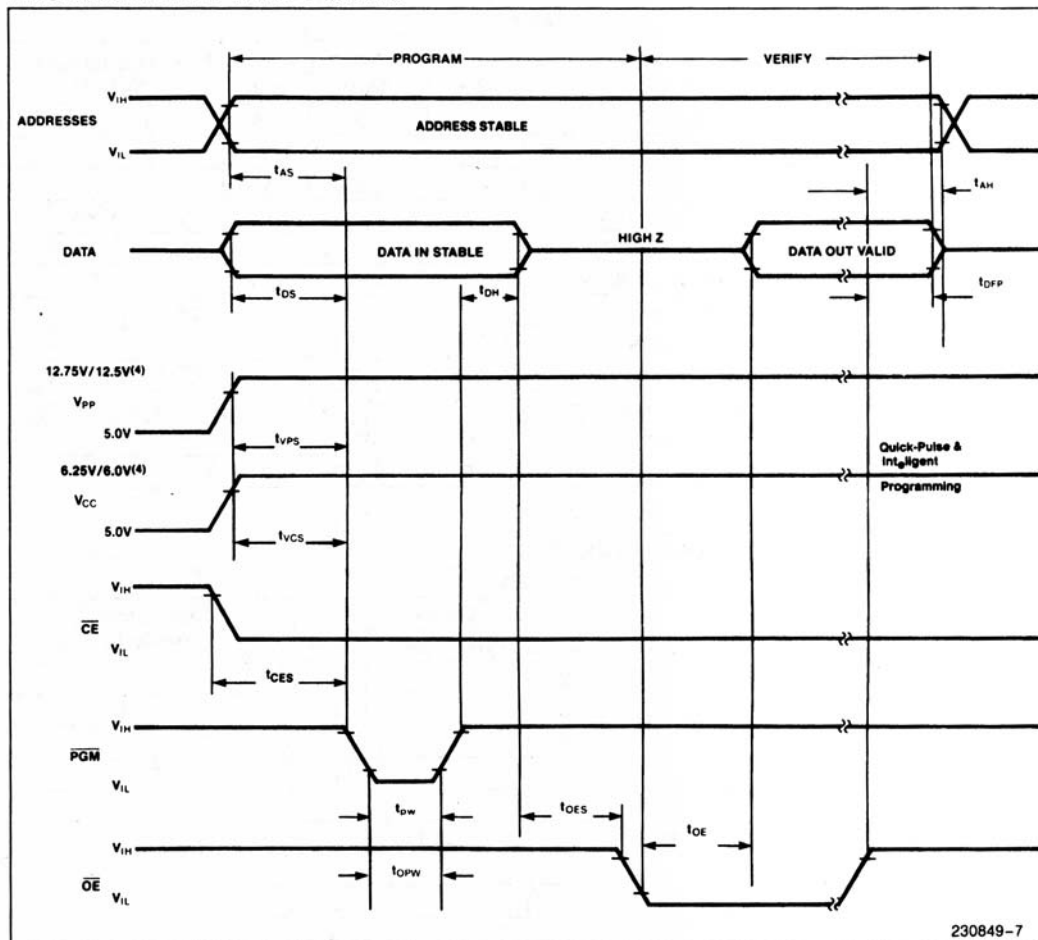 PROGRAM
VERIFY
VIH
ADDRESSES
ADDRESS STABLE
VIL
tAS
tAH
DATA
DATA IN STABLE
HIGH Z
DATA OUT VALID
tDS
tDH
tDFP
12.75V/12.5V(4)
VPP
5.0V
tVPS
6.25V/6.0V(4)
VCC
5.0V
Quick-Pulse &
Inteligent
Programming
tVCS
VIH
CE
VIL
tCES
VIH
PGM
VIL
tpw
tOES
tOE
VIH
tOPW
OE
VIL
230849-7